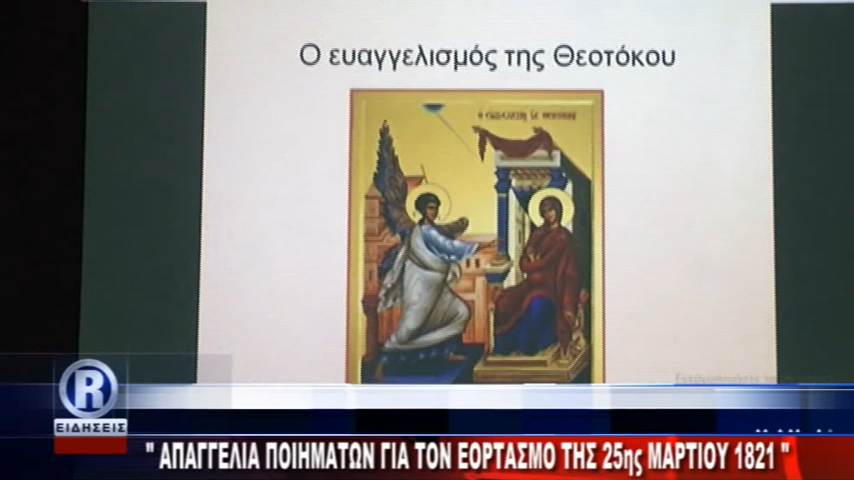 Ο ευαγγελισμός της Θεοτόκου
R
ΕΙΔΗΣΕΙΣ
" ΑΠΑΓΓΕΛΙΑ ΠΟΙΗΜΑΤΩΝ ΓΙΑ ΤΟΝ ΕΟΡΤΑΣΜΟ ΤΗΣ 25ης ΜΑΡΤΙΟΥ 1821 "